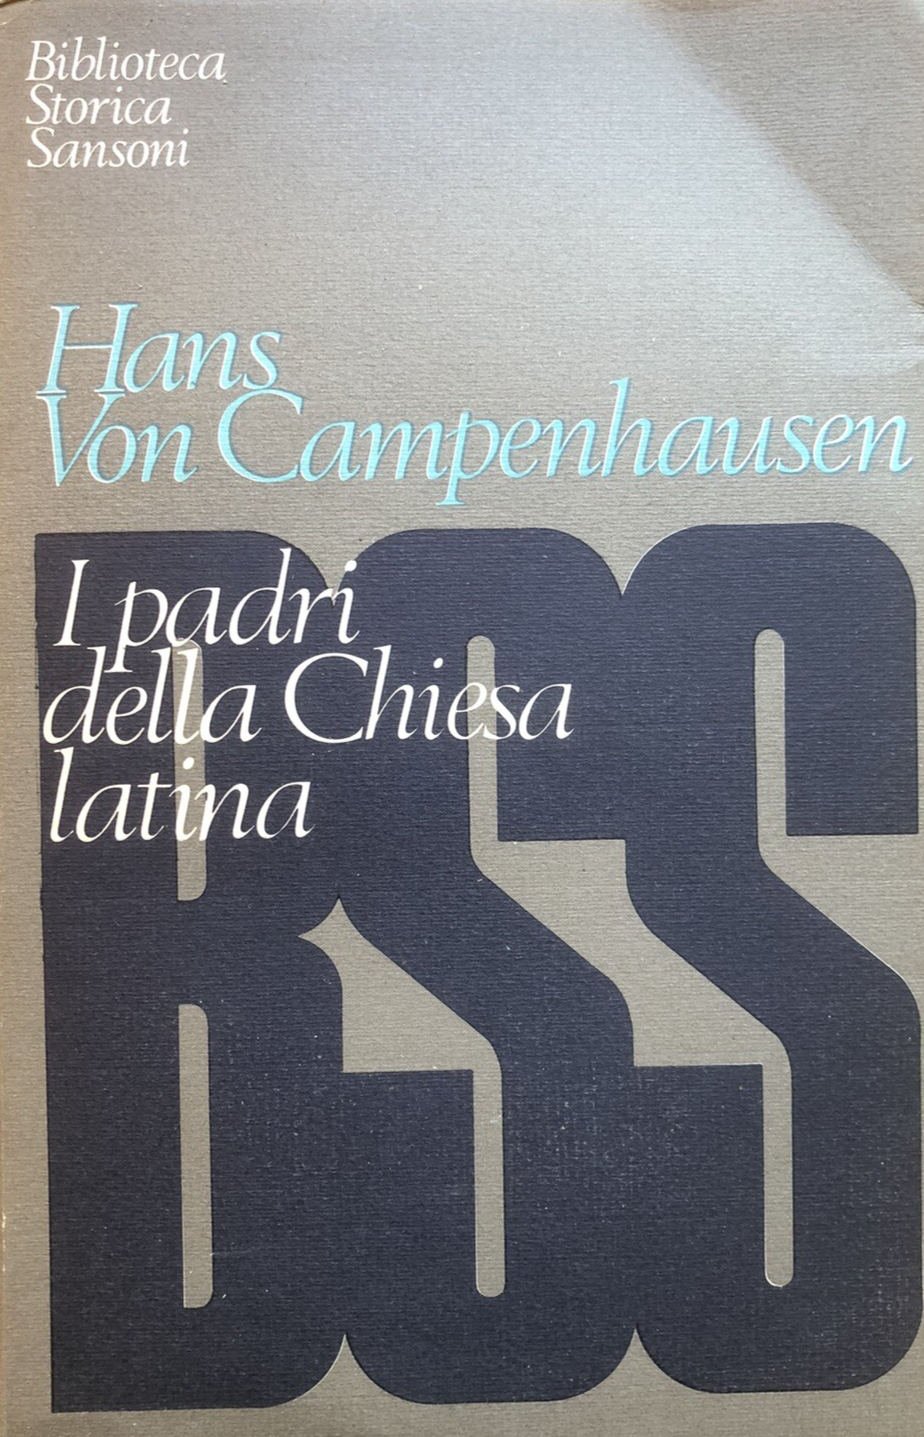 Biblioteca
Storica
Sansoni
Hans
Von Campenhausen
I padri
della Chiesa
latina
BSS